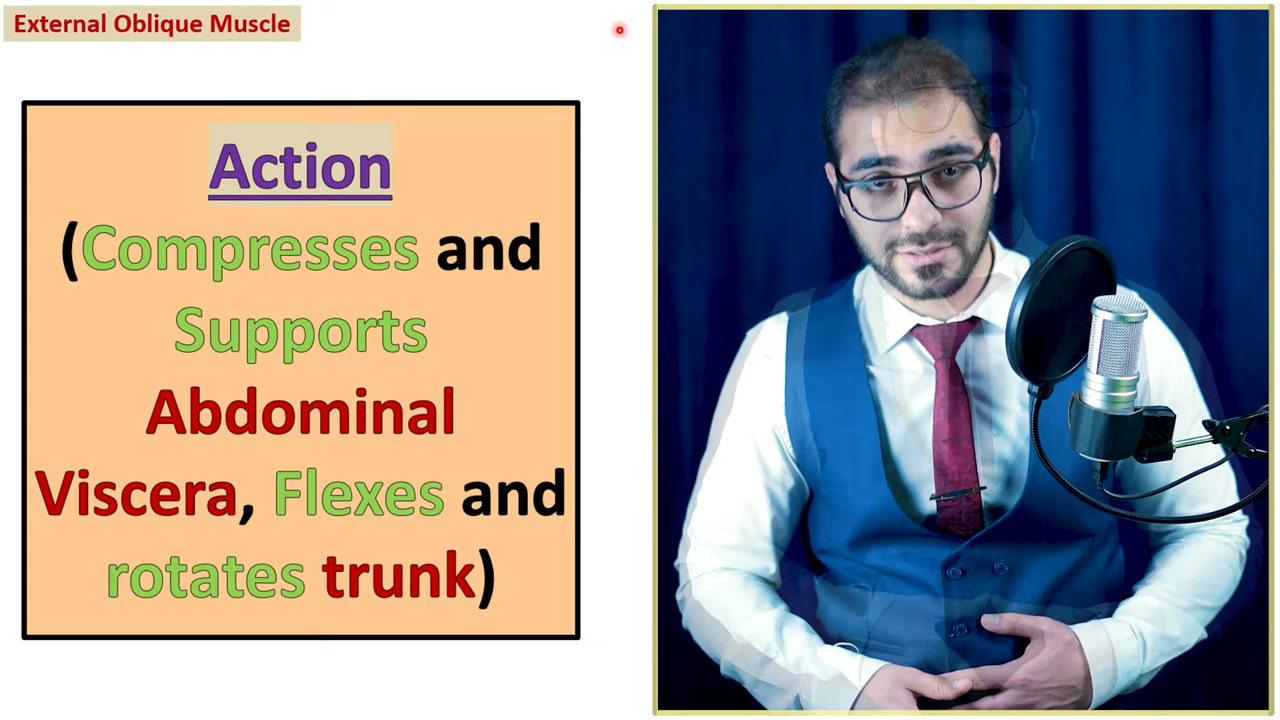 External Oblique Muscle
Action
(Compresses and
Supports
Abdominal
Viscera, Flexes and
rotates trunk)